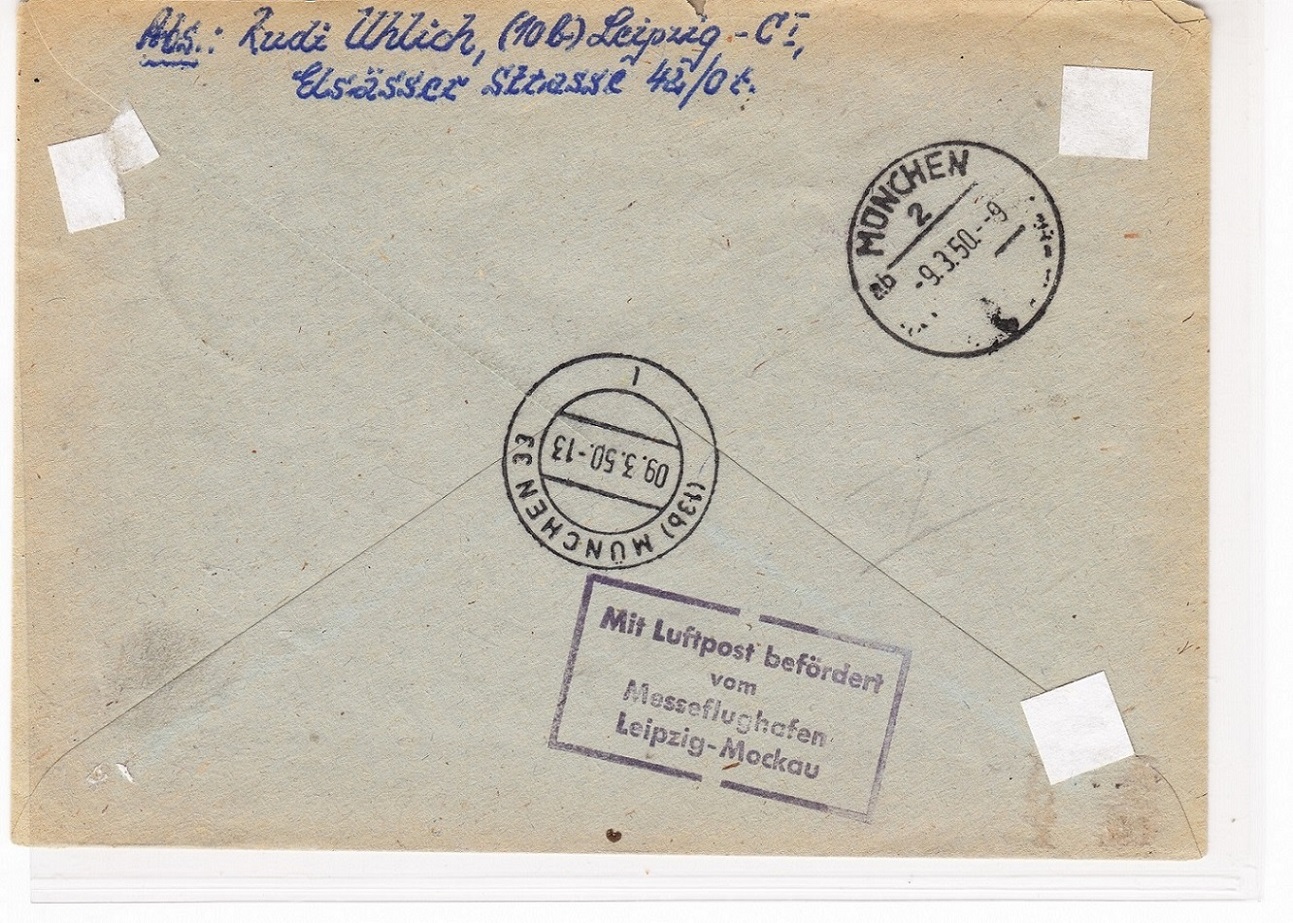 Abs.: Rudi Uhlich, (10b) Leipzig - C1,
Elsässer Strasse 42/0 t.
MÜNCHEN
2
ab
-9.3.50.--9
1
09.3.50.-13
(13b) MÜNCHEN 33
Mit Luftpost befördert
vom
Messeflughafen
Leipzig-Mockau